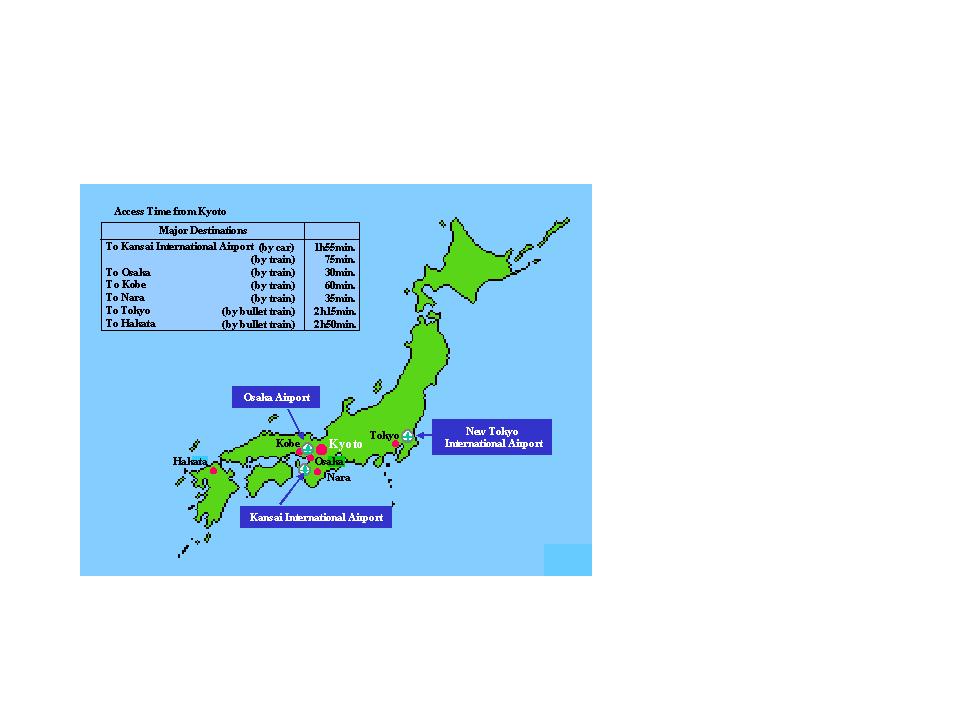 Access Time from Kyoto
Major Destinations
To Kansai International Airport (by car) 1h55min.
(by train) 75min.
To Osaka (by train) 30min.
To Kobe (by train) 60min.
To Nara (by train) 35min.
To Tokyo (by bullet train) 2h15min.
To Hakata (by bullet train) 2h50min.
Osaka Airport
New Tokyo
International Airport
Tokyo
Kobe
Kyoto
Hakata
Osaka
Nara
Kansai International Airport